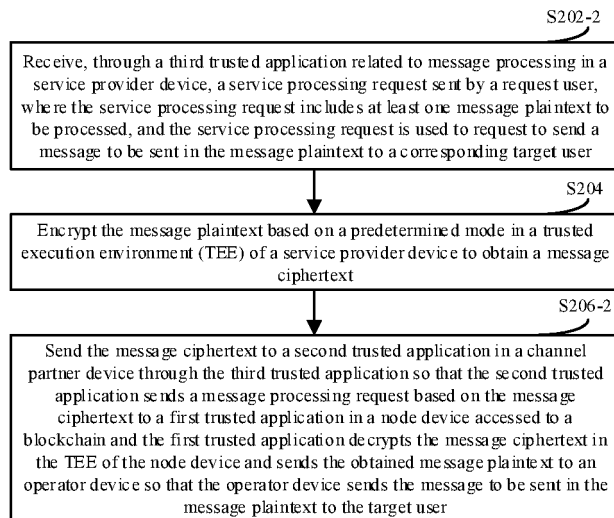 S202-2
Receive, through a third trusted application related to message processing in
a service provider device, a service processing request sent by a request user,
where the service processing request includes at least one message plaintext to
be processed, and the service processing request is used to request to send a
message to be sent in the message plaintext to a corresponding target user
S204
Encrypt the message plaintext based on a predetermined mode in a trusted
execution environment (TEE) of a service provider device to obtain a message
ciphertext
S206-2
Send the message ciphertext to a second trusted application in a channel
partner device through the third trusted application so that the second trusted
application sends a message processing request based on the message
ciphertext to a first trusted application in a node device accessed to a
blockchain and the first trusted application decrypts the message ciphertext in
the TEE of the node device and sends the obtained message plaintext to an
operator device so that the operator device sends the message to be sent in the
message plaintext to the target user